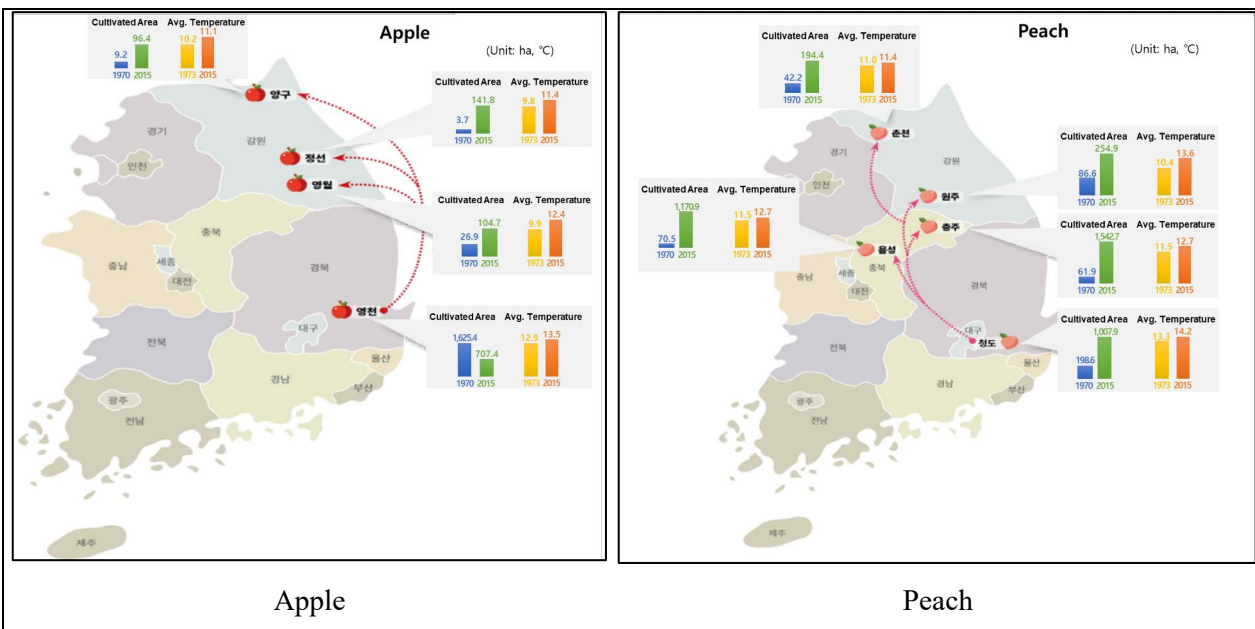 Apple
(Unit: ha, ℃)
Cultivated Area Avg. Temperature
9.2 96.4 10.2 11.1
1970 2015 1973 2015
양구
Cultivated Area Avg. Temperature
3.7 141.8 9.8 11.4
1970 2015 1973 2015
경기
강원
인천
정선
영월
Cultivated Area Avg. Temperature
26.9 104.7 9.9 12.4
1970 2015 1973 2015
충북
충남
세종
대전
경북
영천
대구
Cultivated Area Avg. Temperature
1,625.4 707.4 12.9 13.5
1970 2015 1973 2015
전북
울산
경남
부산
광주
전남
제주
Peach
(Unit: ha, ℃)
Cultivated Area Avg. Temperature
42.2 194.4 11.0 11.4
1970 2015 1973 2015
춘천
경기
강원
인천
Cultivated Area Avg. Temperature
86.6 254.9 10.4 13.6
1970 2015 1973 2015
원주
Cultivated Area Avg. Temperature
70.5 1,170.9 11.5 12.7
1970 2015 1973 2015
충주
Cultivated Area Avg. Temperature
61.9 1,542.7 11.5 12.7
1970 2015 1973 2015
음성
충남
세종
충북
대전
경북
대구
청도
Cultivated Area Avg. Temperature
198.6 1,007.9 13.3 14.2
1970 2015 1973 2015
전북
울산
경남
부산
광주
전남
제주
Apple
Peach